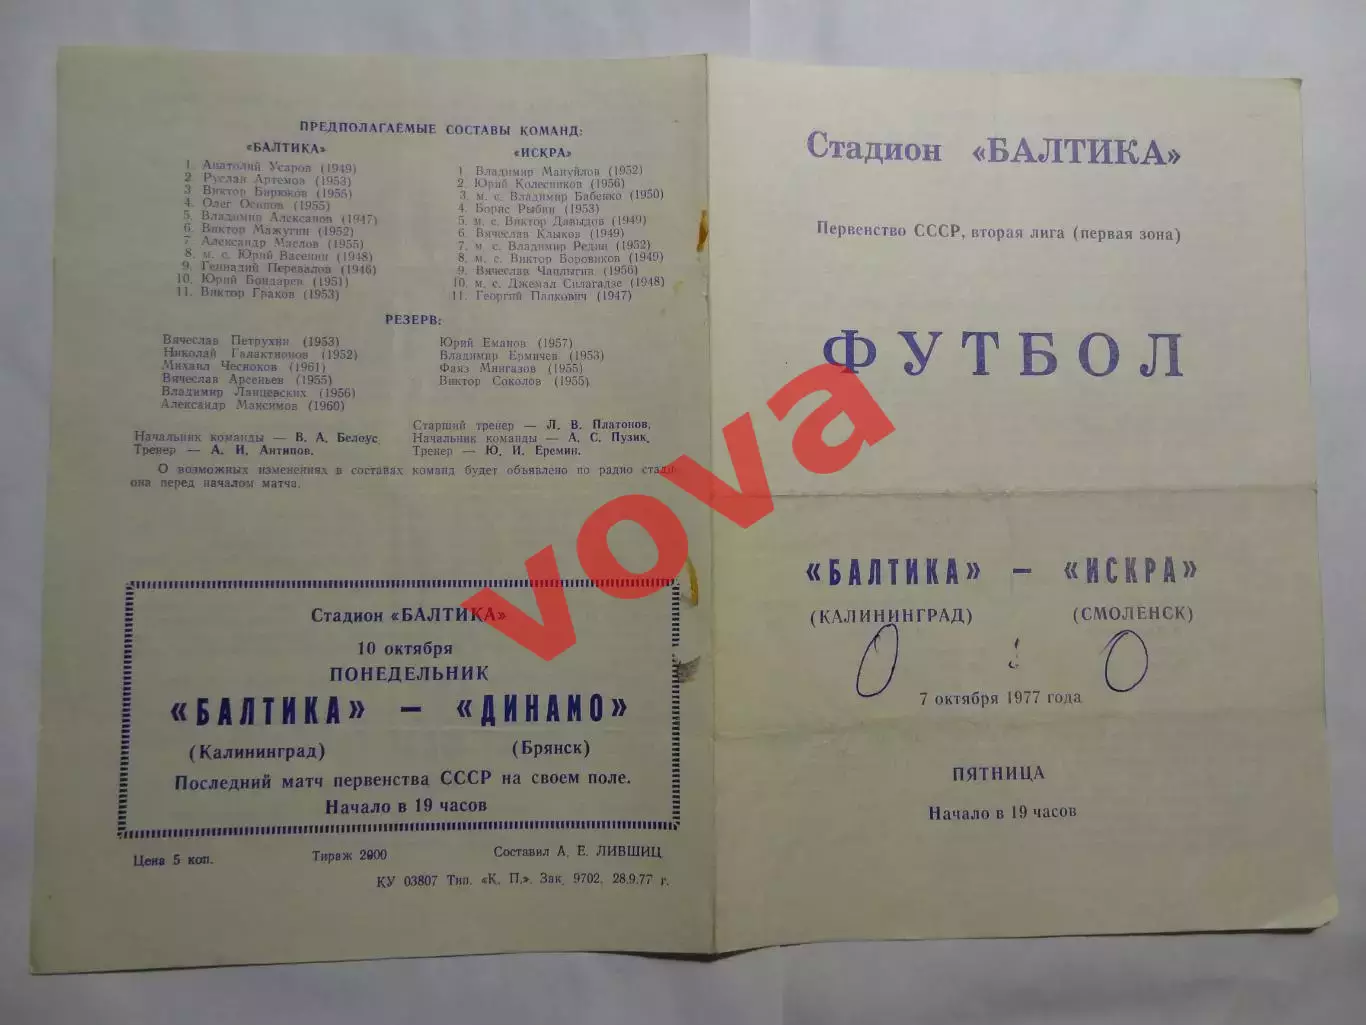 ПРЕДПОЛАГАЕМЫЕ СОСТАВЫ КОМАНД:
«БАЛТИКА»
1. Анатолий Усаров (1949)
2 Руслан Артемов (1953)
3 Виктор Бирюков (1955)
4. Олег Осипов (1955)
5. Владимир Алексанов (1947)
6. Виктор Мажугин (1952)
7. Александр Маслов (1955)
8. м. с. Юрий Васенин (1948)
9. Геннадий Перевалов (1946)
10. Юрий Бондарев (1951)
11. Виктор Граков (1953)
«ИСКРА»
1. Владимир Мануйлов (1952)
2. Юрий Колесников (1956)
3. м. с. Владимир Бабенко (1950)
4. Борис Рыбин (1953)
5. м. с. Виктор Давыдов (1949)
6. Вячеслав Клыков (1949)
7. м. с. Владимир Редин (1952)
8. м. с. Виктор Боровиков (1949)
9. Вячеслав Чаплыгин (1956)
10. м. с. Джемал Силагадзе (1948)
11. Георгий Папкович (1947)
РЕЗЕРВ:
Вячеслав Петрухин (1953)
Николай Галактионов (1952)
Михаил Чесноков (1961)
Вячеслав Арсеньев (1955)
Владимир Ланцевских (1956)
Александр Максимов (1960)
Юрий Еманов (1957)
Владимир Ермичев (1953)
Фаяз Мингазов (1955)
Виктор Соколов (1955)
Начальник команды — В. А. Белоус.
Тренер — А. И. Антипов.
Старший тренер — Л. В. Платонов.
Начальник команды — А. С. Пузик.
Тренер — Ю. И. Еремин.
О возможных изменениях в составах команд будет объявлено по радио стади
она перед началом матча.
Стадион «БАЛТИКА»
10 октября
ПОНЕДЕЛЬНИК
«БАЛТИКА» — «ДИНАМО»
(Калининград) (Брянск)
Последний матч первенства СССР на своем поле.
Начало в 19 часов
Цена 5 коп. Тираж 2900 Составил А. Е. ЛИВШИЦ
КУ 03807 Тип. «К. П.». Зак. 9702, 28.9.77 г.
Стадион «БАЛТИКА»
Первенство СССР, вторая лига (первая зона)
ФУТБОЛ
«БАЛТИКА» — «ИСКРА»
(КАЛИНИНГРАД) (СМОЛЕНСК)
0 : 0
7 октября 1977 года
ПЯТНИЦА
Начало в 19 часов
vova